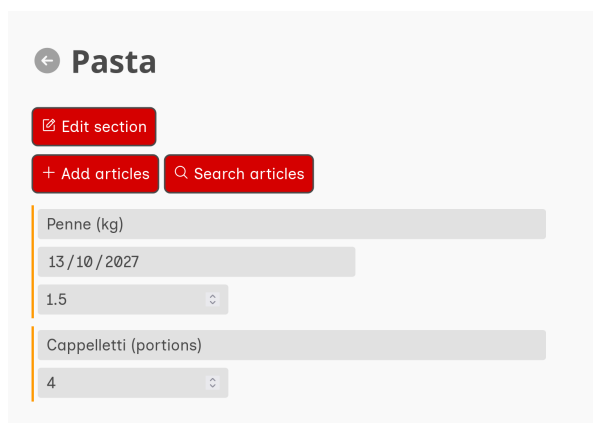 Pasta
Edit section
Add articles Search articles
Penne (kg)
13/10/2027
1.5
Cappelletti (portions)
4